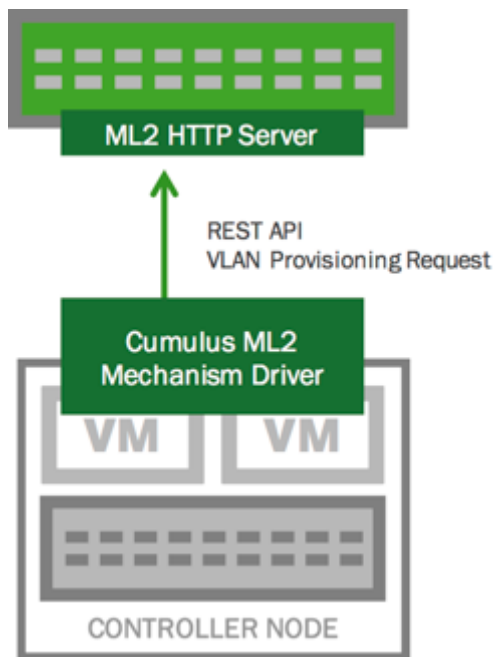 ML2 HTTP Server
REST API
VLAN Provisioning Request
Cumulus ML2
Mechanism Driver
VM VM
CONTROLLER NODE